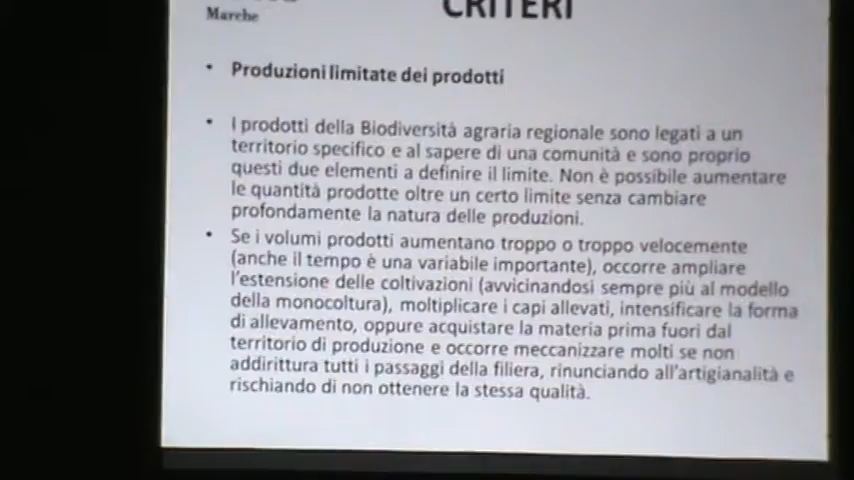 Marche
CRITERI
• Produzioni limitate dei prodotti
• I prodotti della Biodiversità agraria regionale sono legati a un
territorio specifico e al sapere di una comunità e sono proprio
questi due elementi a definire il limite. Non è possibile aumentare
le quantità prodotte oltre un certo limite senza cambiare
profondamente la natura delle produzioni.
• Se i volumi prodotti aumentano troppo o troppo velocemente
(anche il tempo è una variabile importante), occorre ampliare
l'estensione delle coltivazioni (avvicinandosi sempre più al modello
della monocoltura), moltiplicare i capi allevati, intensificare la forma
di allevamento, oppure acquistare la materia prima fuori dal
territorio di produzione e occorre meccanizzare molti se non
addirittura tutti i passaggi della filiera, rinunciando all'artigianalità e
rischiando di non ottenere la stessa qualità.